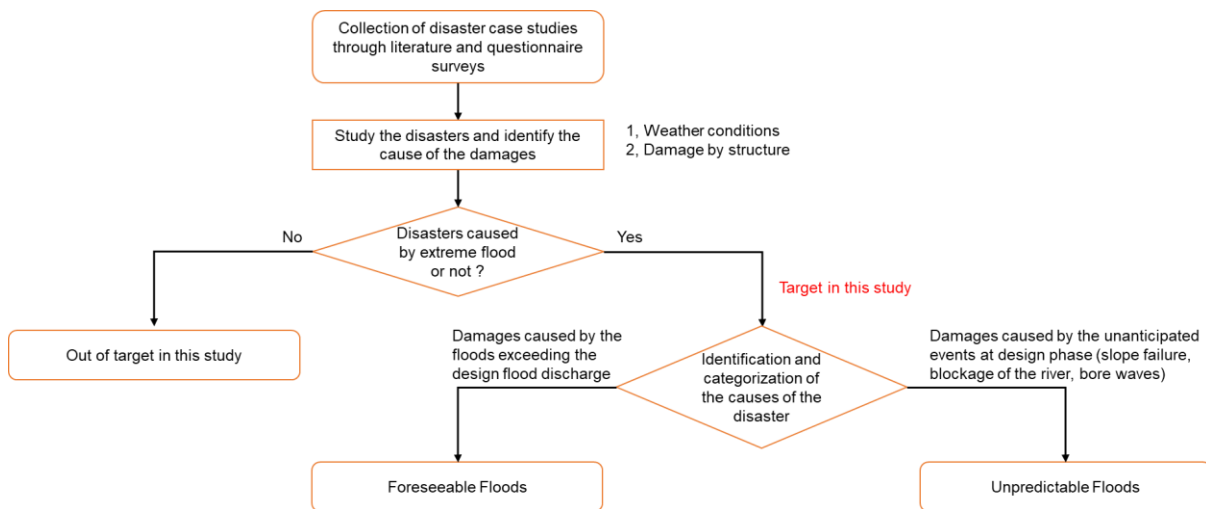 Collection of disaster case studies
through literature and questionnaire
surveys
Study the disasters and identify the
cause of the damages
1, Weather conditions
2, Damage by structure
No
Disasters caused
by extreme flood
or not ?
Yes
Target in this study
Out of target in this study
Damages caused by the
floods exceeding the
design flood discharge
Identification and
categorization of
the causes of the
disaster
Damages caused by the unanticipated
events at design phase (slope failure,
blockage of the river, bore waves)
Foreseeable Floods
Unpredictable Floods